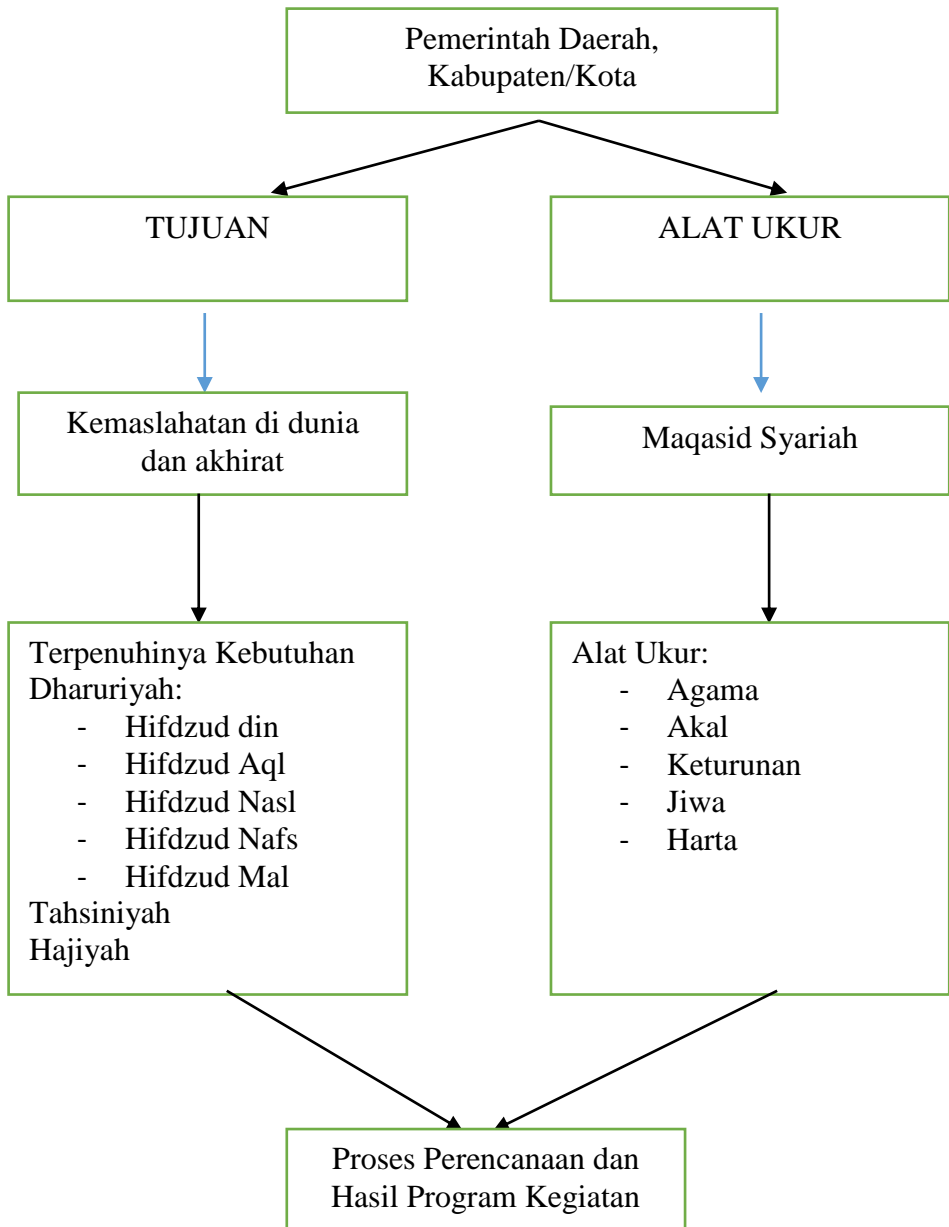 Pemerintah Daerah,
Kabupaten/Kota
TUJUAN
ALAT UKUR
Kemaslahatan di dunia
dan akhirat
Maqasid Syariah
Terpenuhinya Kebutuhan
Dharuriyah:
- Hifdzud din
- Hifdzud Aql
- Hifdzud Nasl
- Hifdzud Nafs
- Hifdzud Mal
Tahsiniyah
Hajiyah
Alat Ukur:
- Agama
- Akal
- Keturunan
- Jiwa
- Harta
Proses Perencanaan dan
Hasil Program Kegiatan